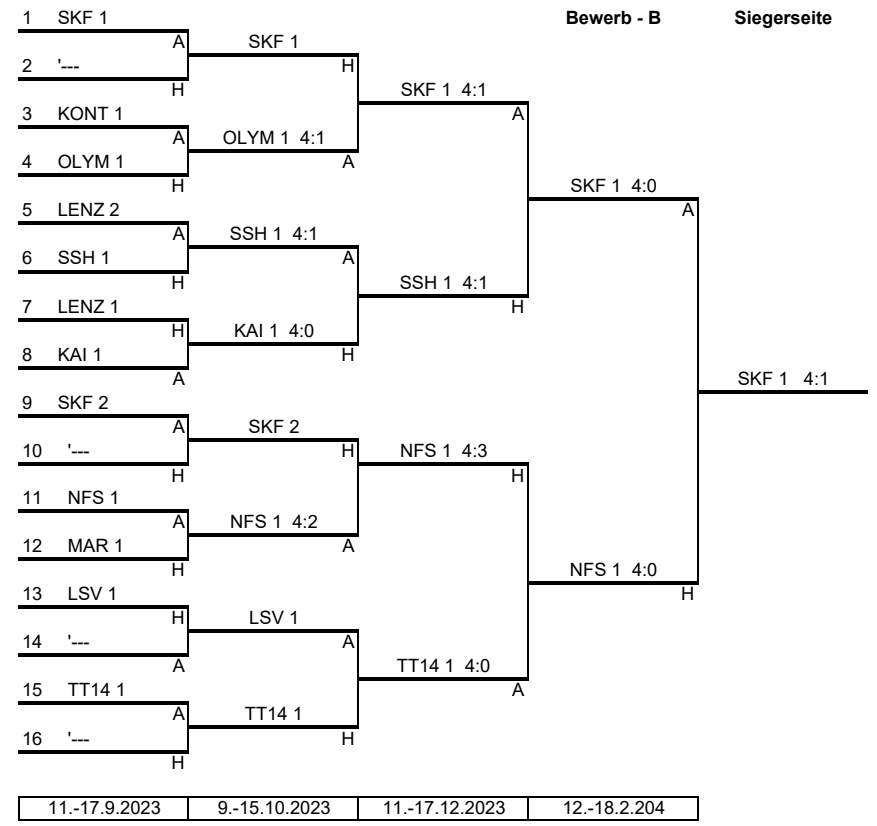 1 SKF 1 Bewerb - B Siegerseite
A SKF 1
2 '--- H
H SKF 1 4:1
3 KONT 1 A
A OLYM 1 4:1
4 OLYM 1 A
H SKF 1 4:0
5 LENZ 2 A
A SSH 1 4:1
6 SSH 1 A
H SSH 1 4:1
7 LENZ 1 H
H KAI 1 4:0
8 KAI 1 H
A SKF 1 4:1
9 SKF 2
A SKF 2
10 '--- H NFS 1 4:3
H H
11 NFS 1
A NFS 1 4:2
12 MAR 1 A
H NFS 1 4:0
13 LSV 1 H
H LSV 1
14 '--- A
A TT14 1 4:0
15 TT14 1 A
A TT14 1
16 '--- H
H
11.-17.9.2023 9.-15.10.2023 11.-17.12.2023 12.-18.2.204